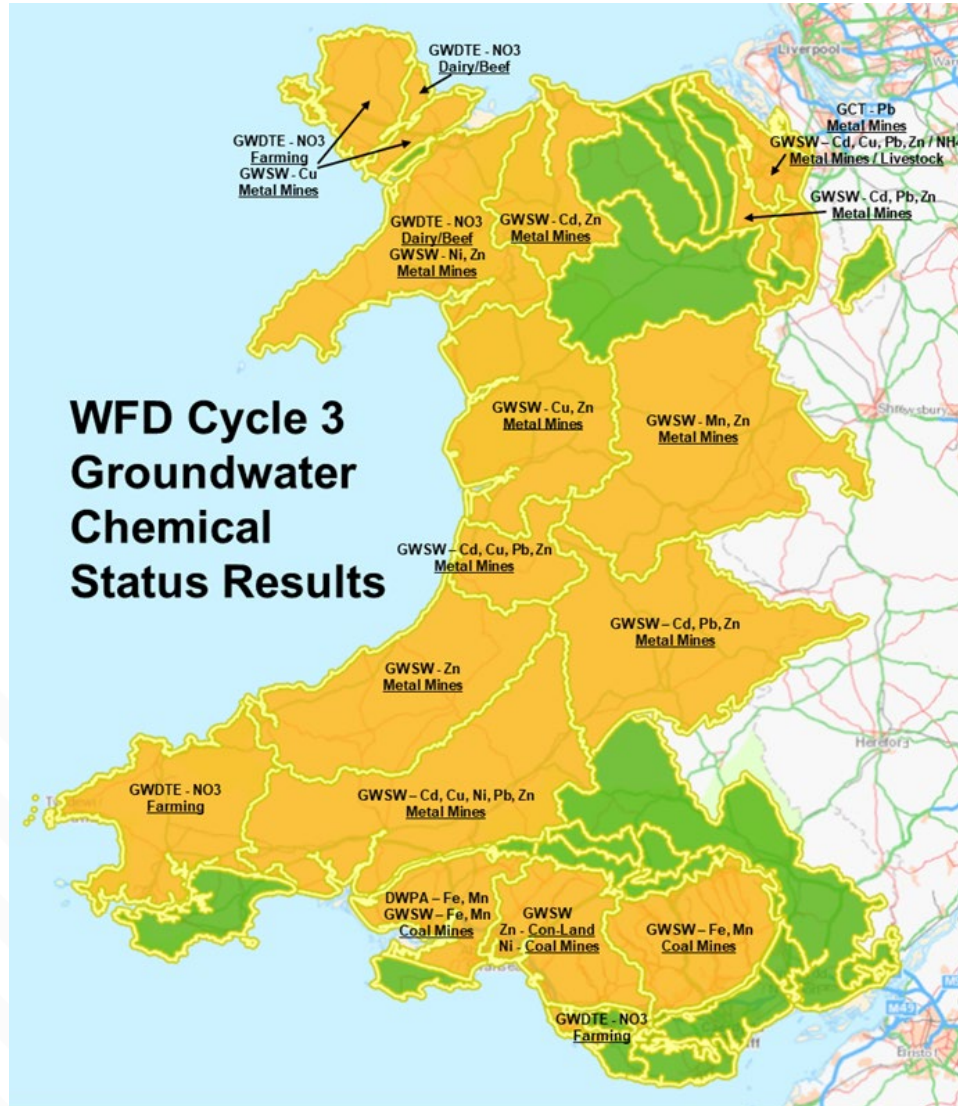 GWDTE - NO3
Dairy/Beef
Liverpool
GCT - Pb
Metal Mines
GWSW – Cd, Cu, Pb, Zn / NH4
Metal Mines / Livestock
GWDTE - NO3
Farming
GWSW - Cu
Metal Mines
GWSW - Cd, Pb, Zn
Metal Mines
GWDTE - NO3
Dairy/Beef
GWSW - Ni, Zn
Metal Mines
GWSW - Cd, Zn
Metal Mines
WFD Cycle 3
Groundwater
Chemical
Status Results
GWSW - Cu, Zn
Metal Mines
GWSW - Mn, Zn
Metal Mines
Shrewsbury
GWSW – Cd, Cu, Pb, Zn
Metal Mines
GWSW – Cd, Pb, Zn
Metal Mines
GWSW - Zn
Metal Mines
Hereford
GWDTE - NO3
Farming
GWSW – Cd, Cu, Ni, Pb, Zn
Metal Mines
DWPA – Fe, Mn
GWSW – Fe, Mn
Coal Mines
GWSW
Zn - Con-Land
Ni - Coal Mines
GWSW – Fe, Mn
Coal Mines
GWDTE - NO3
Farming
M49
Bristol